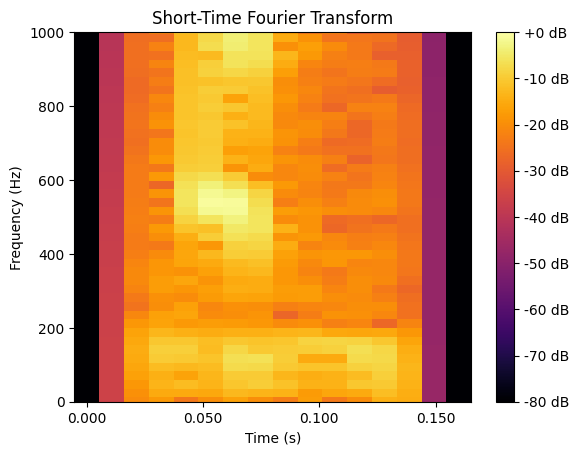 Short-Time Fourier Transform
Frequency (Hz)
1000
800
600
400
200
0
0.000
0.050
0.100
0.150
Time (s)
+0 dB
-10 dB
-20 dB
-30 dB
-40 dB
-50 dB
-60 dB
-70 dB
-80 dB